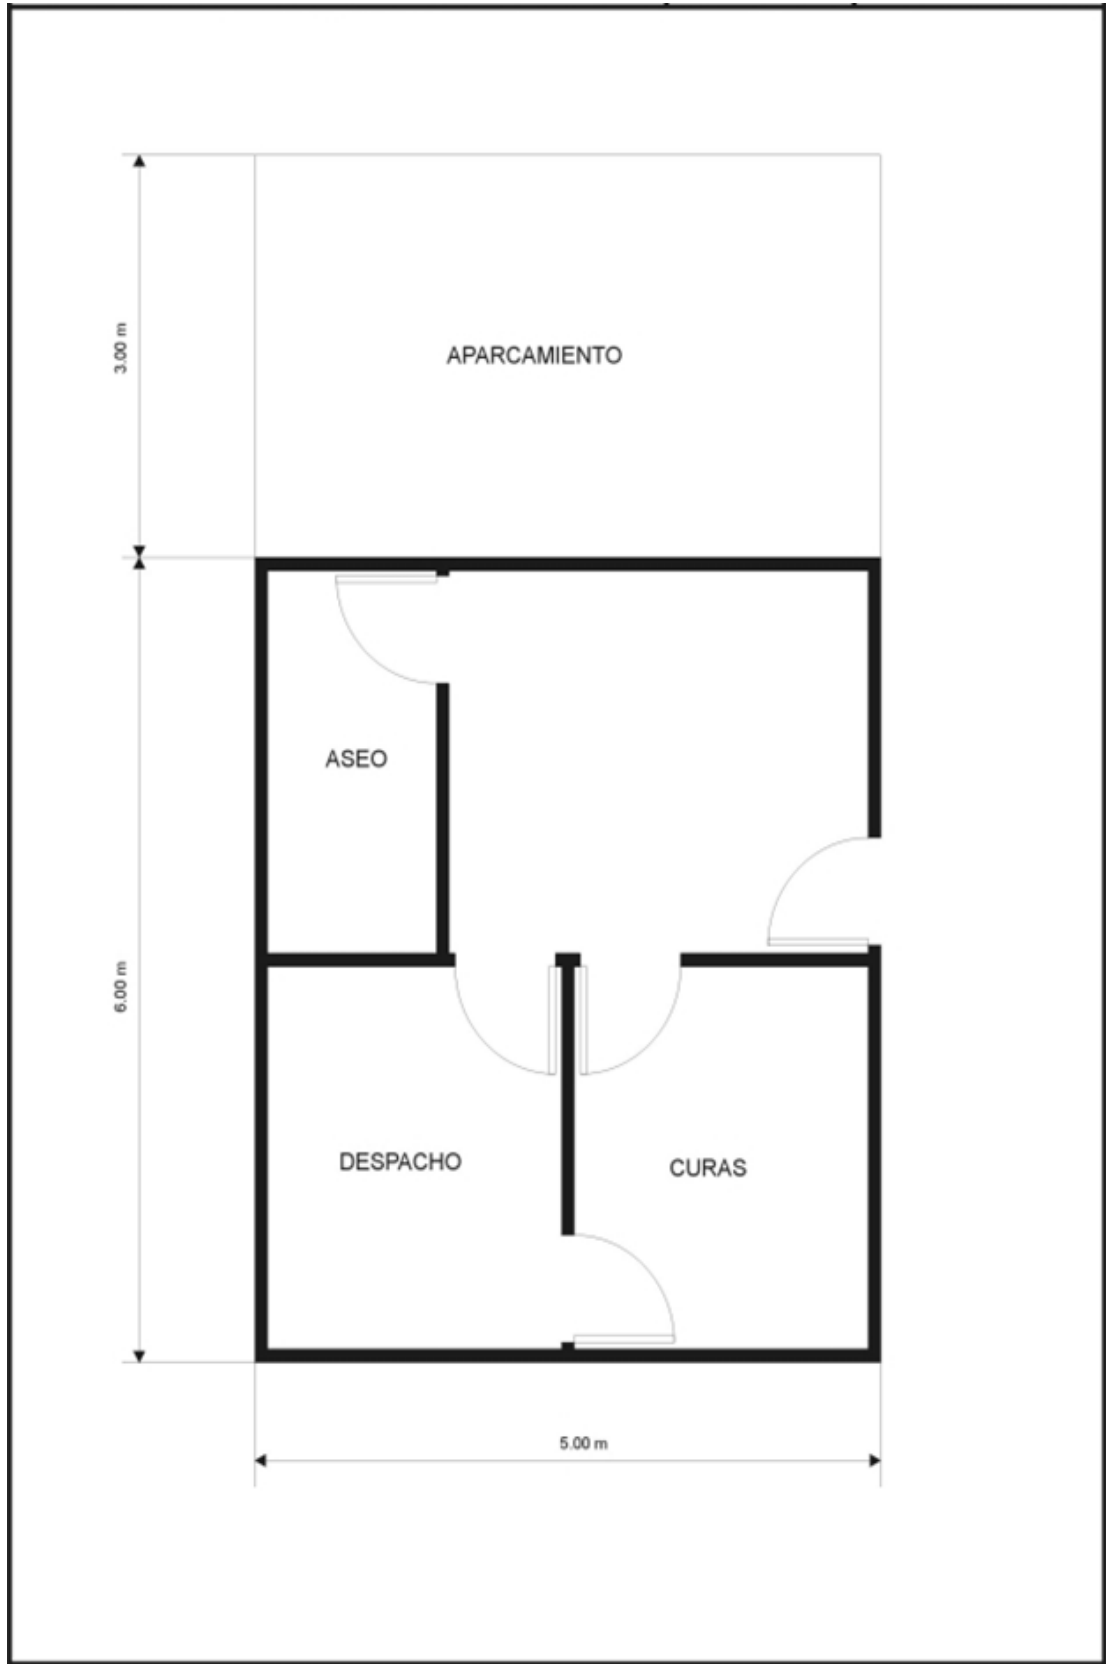 3.00 m
APARCAMIENTO
ASEO
6.00 m
DESPACHO
CURAS
5.00 m